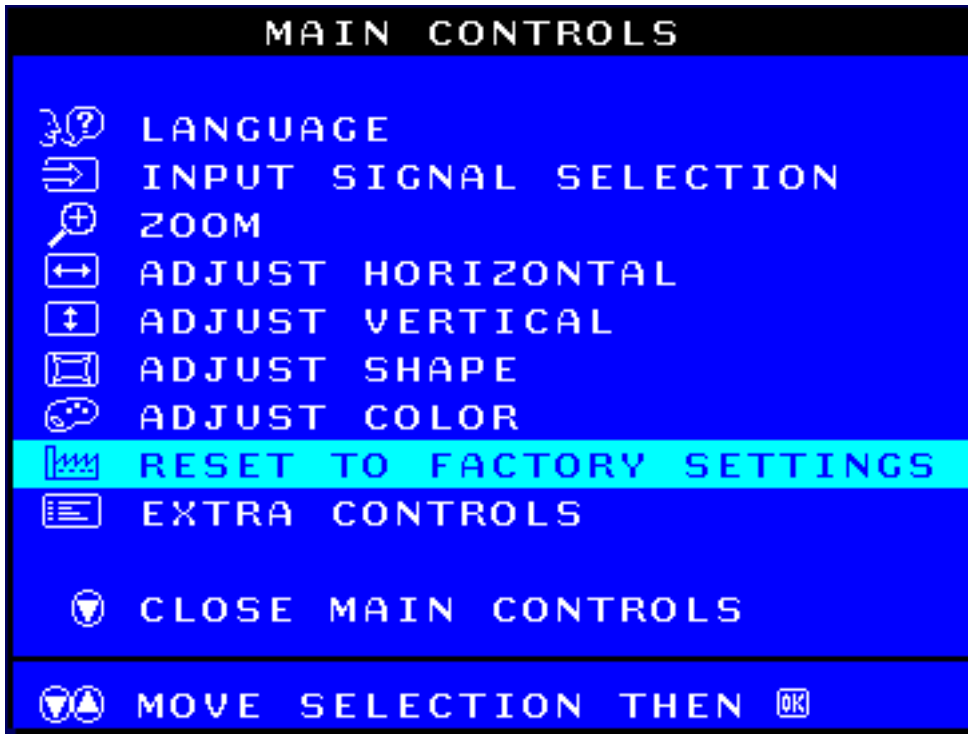 MAIN CONTROLS
LANGUAGE
INPUT SIGNAL SELECTION
ZOOM
ADJUST HORIZONTAL
ADJUST VERTICAL
ADJUST SHAPE
ADJUST COLOR
RESET TO FACTORY SETTINGS
EXTRA CONTROLS
CLOSE MAIN CONTROLS
MOVE SELECTION THEN OK